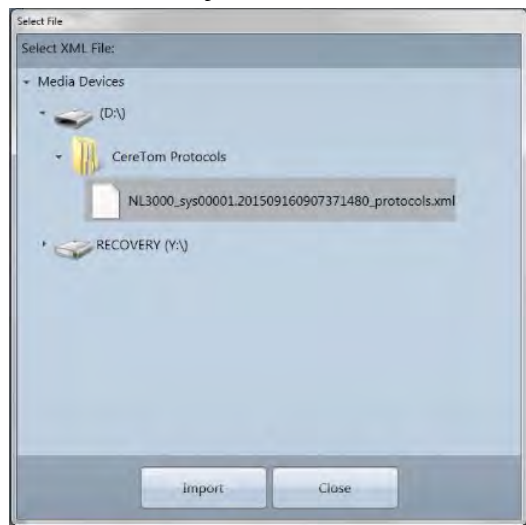 Select File
Select XML File:
Media Devices
(D:\)
CereTom Protocols
NL3000_sys00001.201509160907371480_protocols.xml
RECOVERY (Y:\)
Import
Close